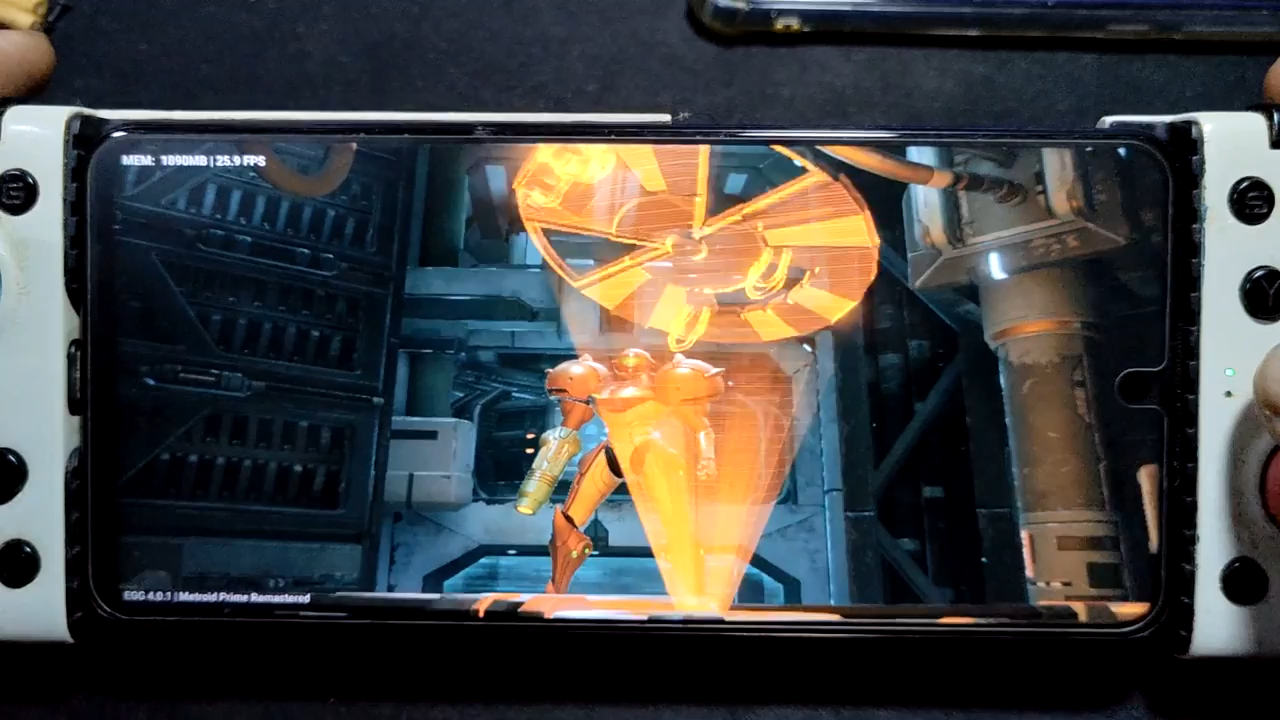 MEM: 1890MB | 25.9 FPS
EGG 4.0.1 | Metroid Prime Remastered
S
Y